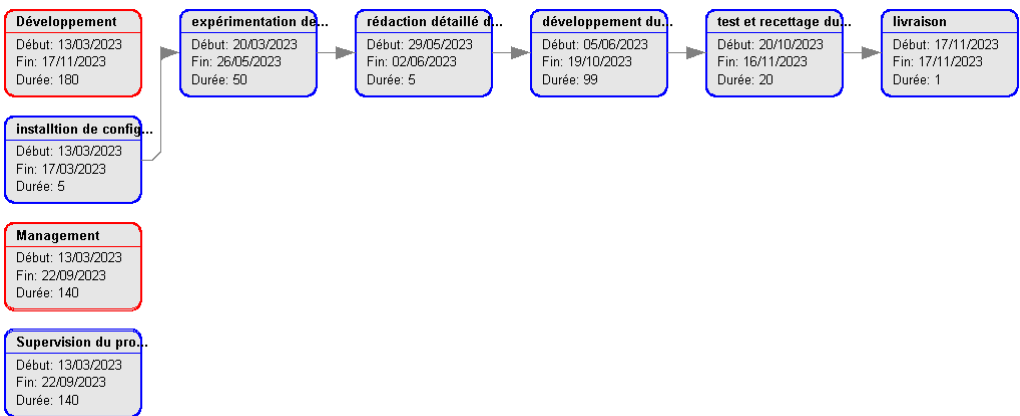 Développement
Début: 13/03/2023
Fin: 17/11/2023
Durée: 180
expérimentation de...
Début: 20/03/2023
Fin: 26/05/2023
Durée: 50
rédaction détaillé d...
Début: 29/05/2023
Fin: 02/06/2023
Durée: 5
développement du...
Début: 05/06/2023
Fin: 19/10/2023
Durée: 99
test et recettage du...
Début: 20/10/2023
Fin: 16/11/2023
Durée: 20
livraison
Début: 17/11/2023
Fin: 17/11/2023
Durée: 1
installtion de config...
Début: 13/03/2023
Fin: 17/03/2023
Durée: 5
Management
Début: 13/03/2023
Fin: 22/09/2023
Durée: 140
Supervision du pro...
Début: 13/03/2023
Fin: 22/09/2023
Durée: 140